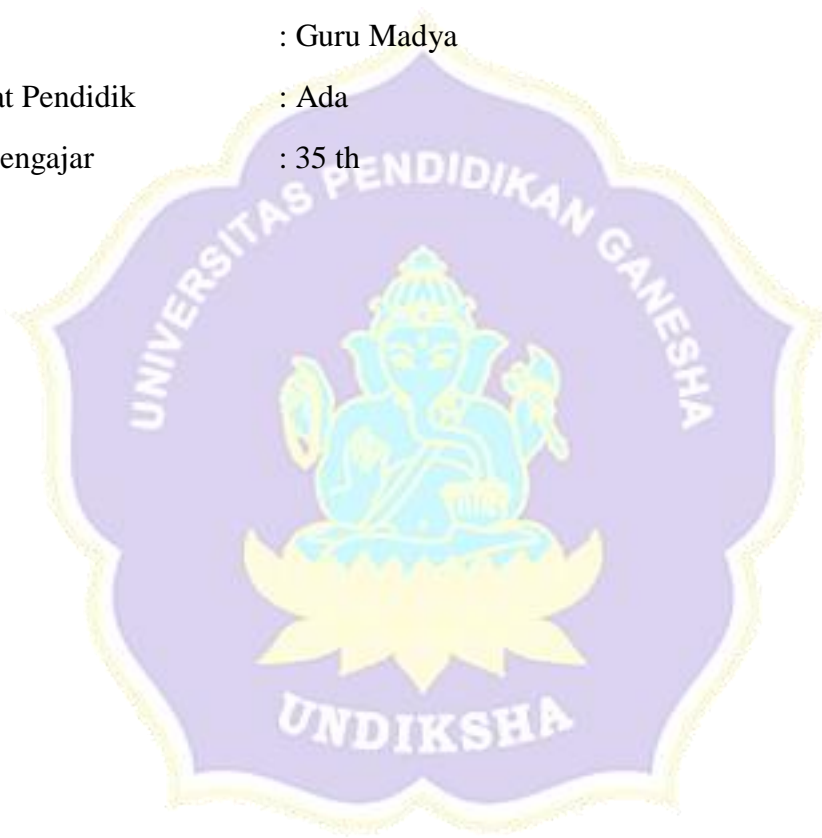 : Guru Madya
at Pendidik : Ada
engajar : 35 th
UNIVERSITAS PENDIDIKAN GANESHA
UNDIKSHA